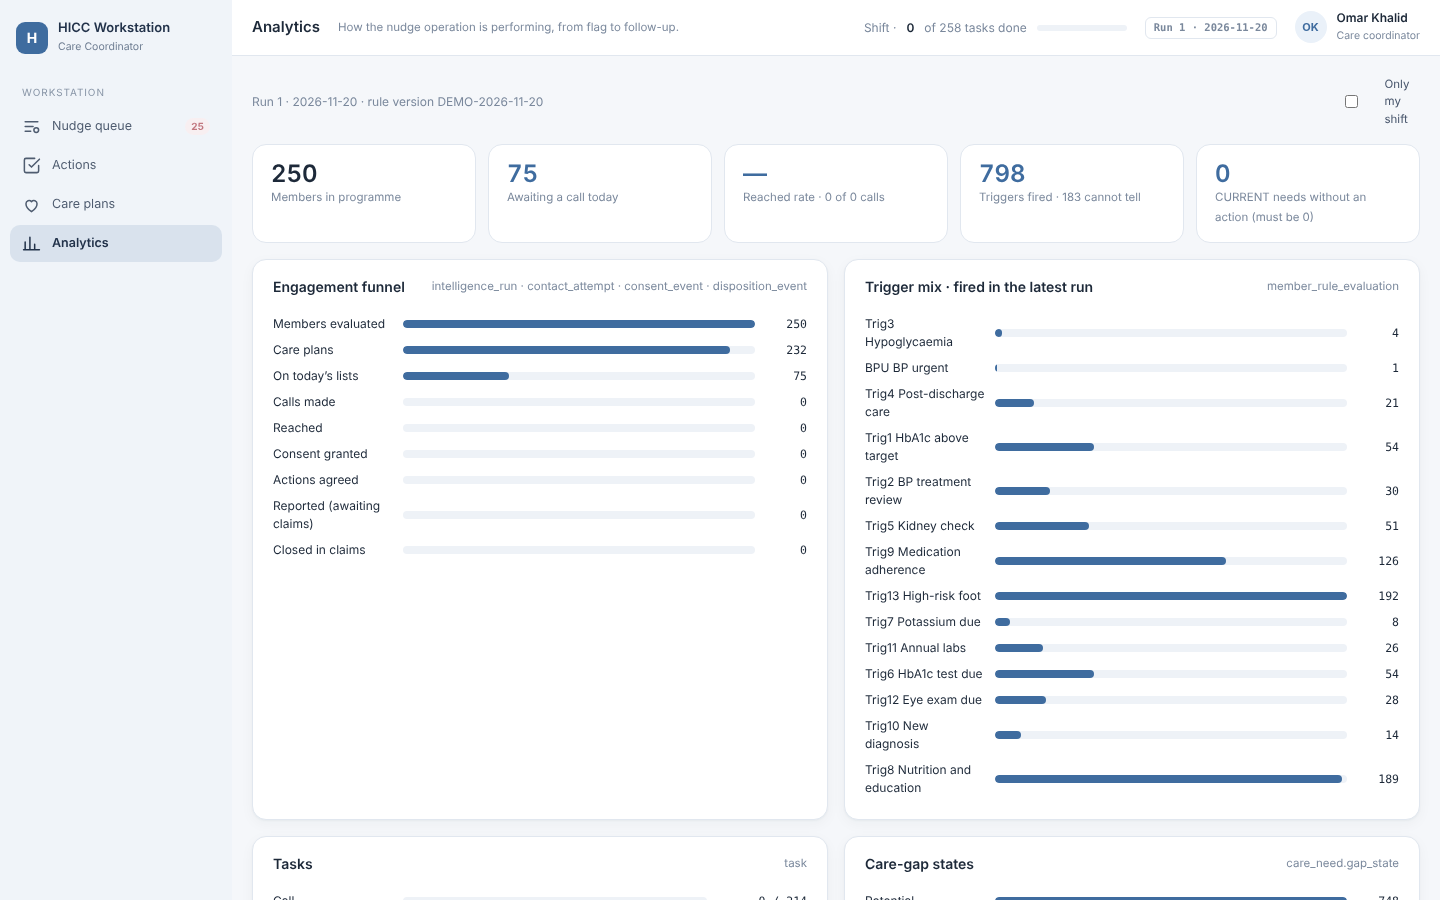 H
HICC Workstation
Care Coordinator
WORKSTATION
Nudge queue 25
Actions
Care plans
Analytics
Analytics How the nudge operation is performing, from flag to follow-up.
Shift · 0 of 258 tasks done
Run 1 · 2026-11-20
OK
Omar Khalid
Care coordinator
Run 1 · 2026-11-20 · rule version DEMO-2026-11-20
Only
my
shift
250
Members in programme
75
Awaiting a call today
—
Reached rate · 0 of 0 calls
798
Triggers fired · 183 cannot tell
0
CURRENT needs without an
action (must be 0)
Engagement funnel intelligence_run · contact_attempt · consent_event · disposition_event
Members evaluated 250
Care plans 232
On today's lists 75
Calls made 0
Reached 0
Consent granted 0
Actions agreed 0
Reported (awaiting
claims) 0
Closed in claims 0
Trigger mix · fired in the latest run member_rule_evaluation
Trig3
Hypoglycaemia 4
BPU BP urgent 1
Trig4 Post-discharge
care 21
Trig1 HbA1c above
target 54
Trig2 BP treatment
review 30
Trig5 Kidney check 51
Trig9 Medication
adherence 126
Trig13 High-risk foot 192
Trig7 Potassium due 8
Trig11 Annual labs 26
Trig6 HbA1c test due 54
Trig12 Eye exam due 28
Trig10 New
diagnosis 14
Trig8 Nutrition and
education 189
Tasks task
Call 0 / 214
Care-gap states care_need.gap_state
Potential 748